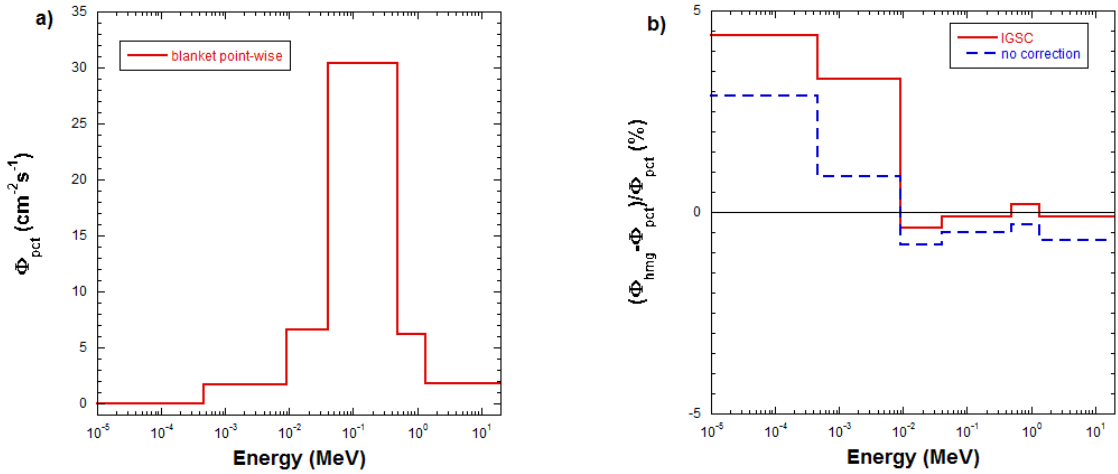 a)
blanket point-wise
35
30
25
20
15
10
5
0
Φpct (cm⁻²s⁻¹)
10⁻⁵ 10⁻⁴ 10⁻³ 10⁻² 10⁻¹ 10⁰ 10¹
Energy (MeV)
b)
IGSC
no correction
5
0
-5
(Φhmg -Φpct)/Φpct (%)
10⁻⁵ 10⁻⁴ 10⁻³ 10⁻² 10⁻¹ 10⁰ 10¹
Energy (MeV)